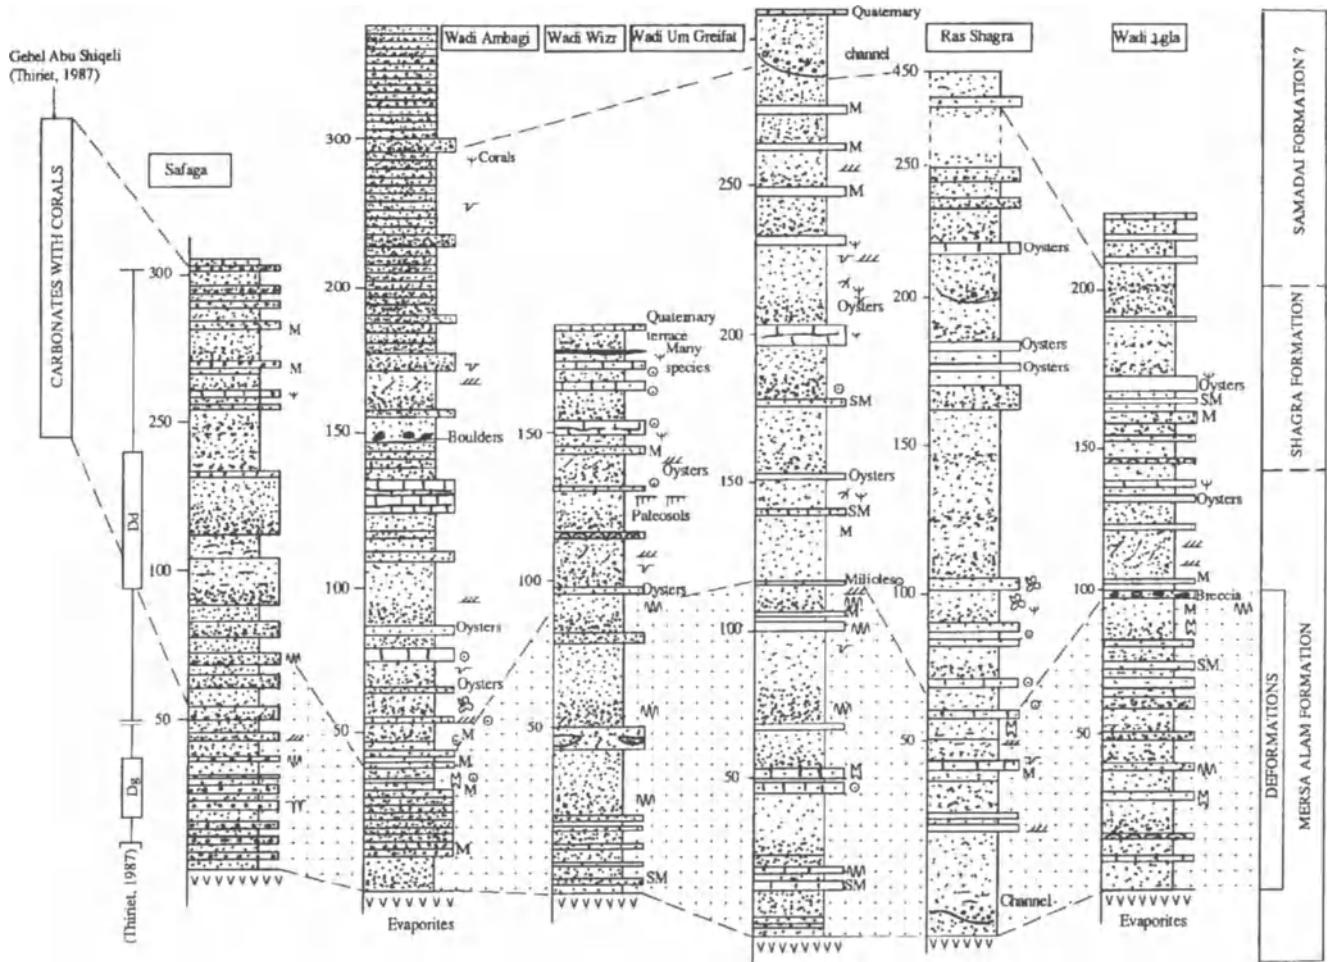 Gebel Abu Shiqeli
(Thiriet, 1987)
CARBONATES WITH CORALS
Safaga
300
250
100
50
M
M
Dd
Dg
(Thiriet, 1987)
Wadi Ambagi
300
200
150
100
50
Corals
Boulders
Oysters
Oysters
M
M
M
M
M
Evaporites
Wadi Wizr
150
100
50
Quaternary
terrace
Many
species
M
Oysters
Paleosols
Oysters
SM
Wadi Um Greifat
250
200
150
100
50
Quaternary
channel
M
M
M
Oysters
SM
Oysters
SM
M
Milioles
M
M
SM
Ras Shagra
450
250
200
150
100
50
Oysters
Oysters
Oysters
M
M
M
Channel
Wadi Igla
200
150
100
50
Oysters
SM
M
Oysters
M
Breccia
M
M
M
SM
M
Evaporites
SAMADAI FORMATION ?
SHAGRA FORMATION
DEFORMATIONS
MERSA ALAM FORMATION